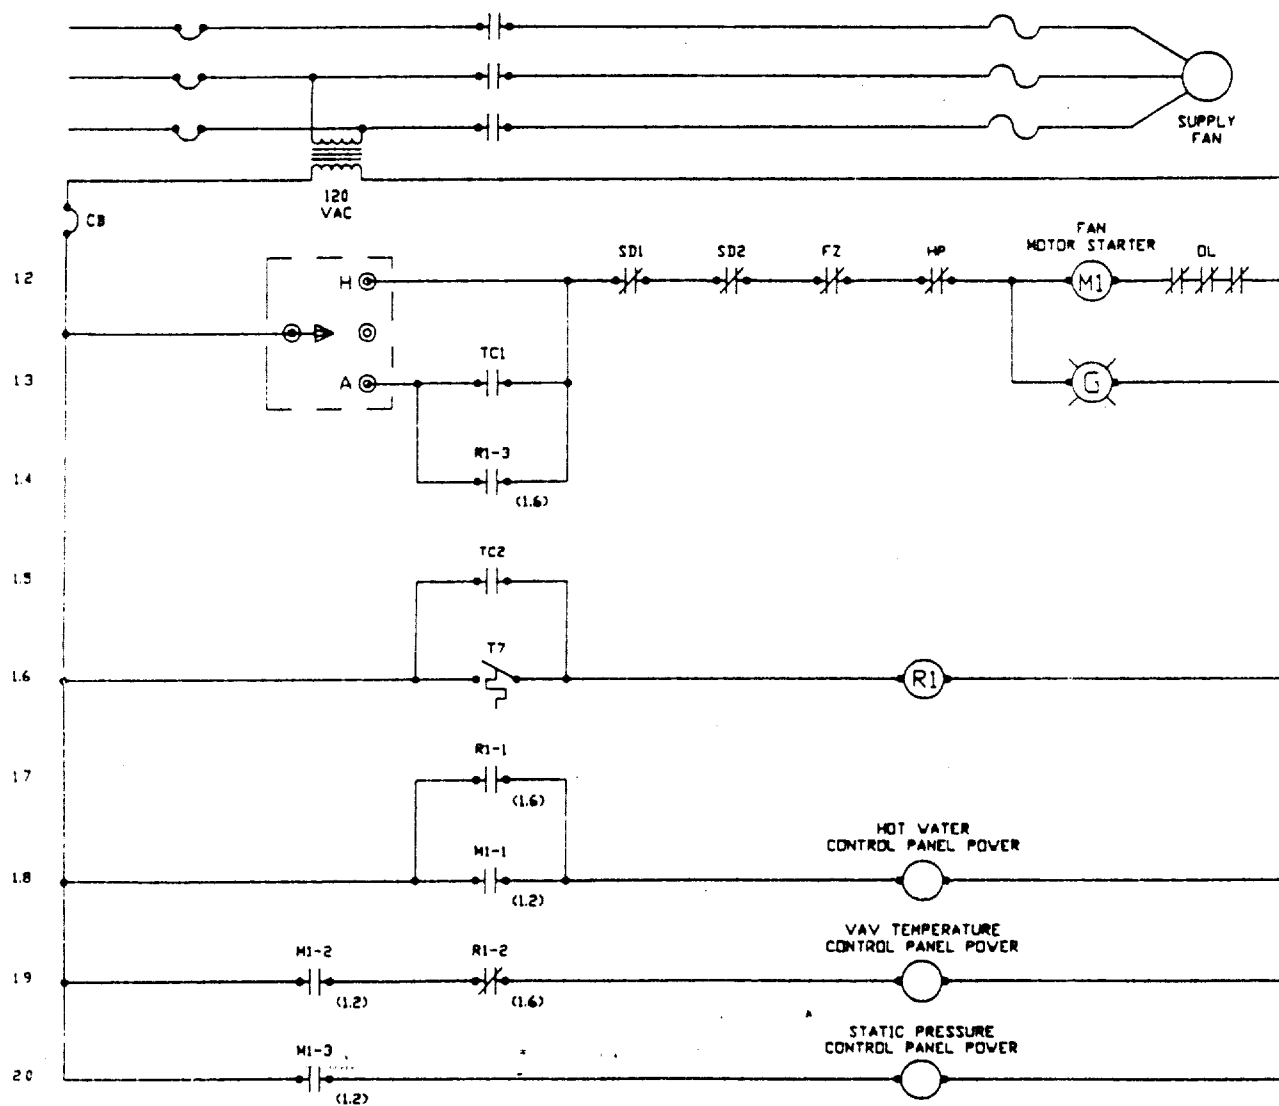 SUPPLY
FAN
120
VAC
CB
FAN
MOTOR STARTER
SD1
SD2
FZ
HP
OL
1.2
H
M1
TC1
1.3
A
G
R1-3
1.4
(1.6)
TC2
1.5
T7
1.6
R1
R1-1
1.7
(1.6)
HOT WATER
CONTROL PANEL POWER
M1-1
1.8
(1.2)
VAV TEMPERATURE
CONTROL PANEL POWER
M1-2
R1-2
1.9
(1.2)
(1.6)
STATIC PRESSURE
CONTROL PANEL POWER
M1-3
2.0
(1.2)